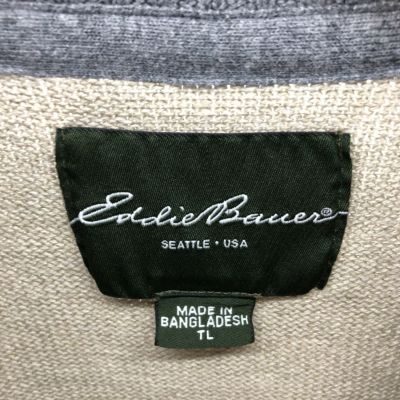 Eddie Bauer®
SEATTLE • USA
MADE IN
BANGLADESH
TL